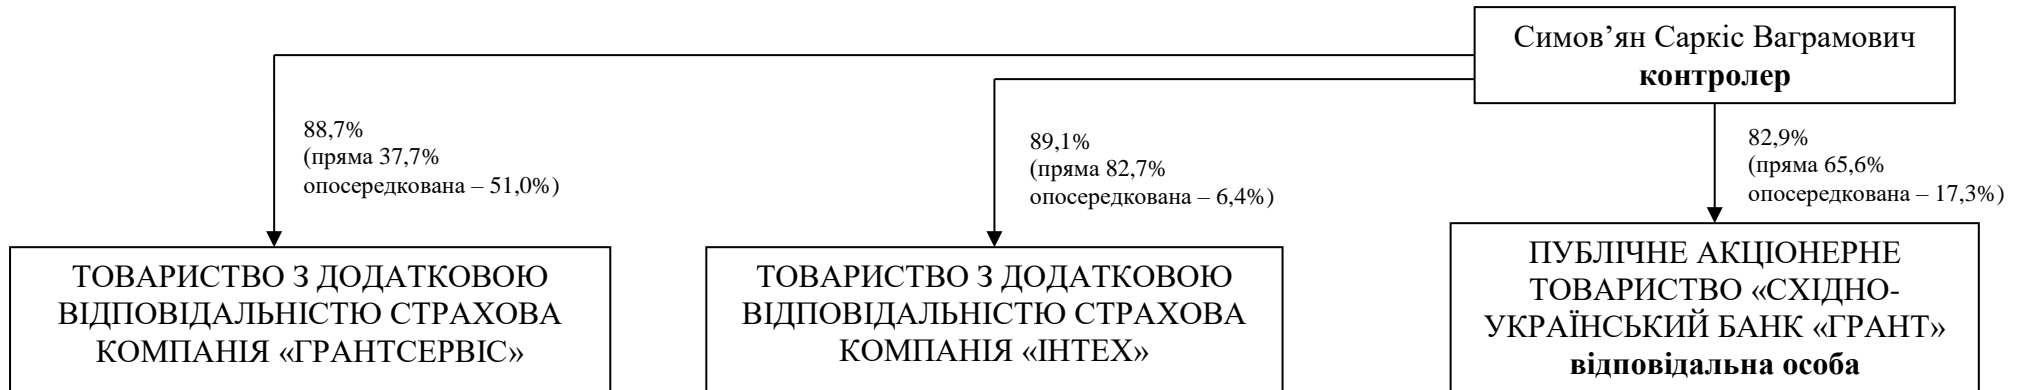 Симов’ян Саркіс Ваграмович
контролер
88,7%
(пряма 37,7%
опосередкована – 51,0%)
89,1%
(пряма 82,7%
опосередкована – 6,4%)
82,9%
(пряма 65,6%
опосередкована – 17,3%)
ТОВАРИСТВО З ДОДАТКОВОЮ
ВІДПОВІДАЛЬНІСТЮ СТРАХОВА
КОМПАНІЯ «ГРАНТСЕРВІС»
ТОВАРИСТВО З ДОДАТКОВОЮ
ВІДПОВІДАЛЬНІСТЮ СТРАХОВА
КОМПАНІЯ «ІНТЕХ»
ПУБЛІЧНЕ АКЦІОНЕРНЕ
ТОВАРИСТВО «СХІДНО-
УКРАЇНСЬКИЙ БАНК «ГРАНТ»
відповідальна особа